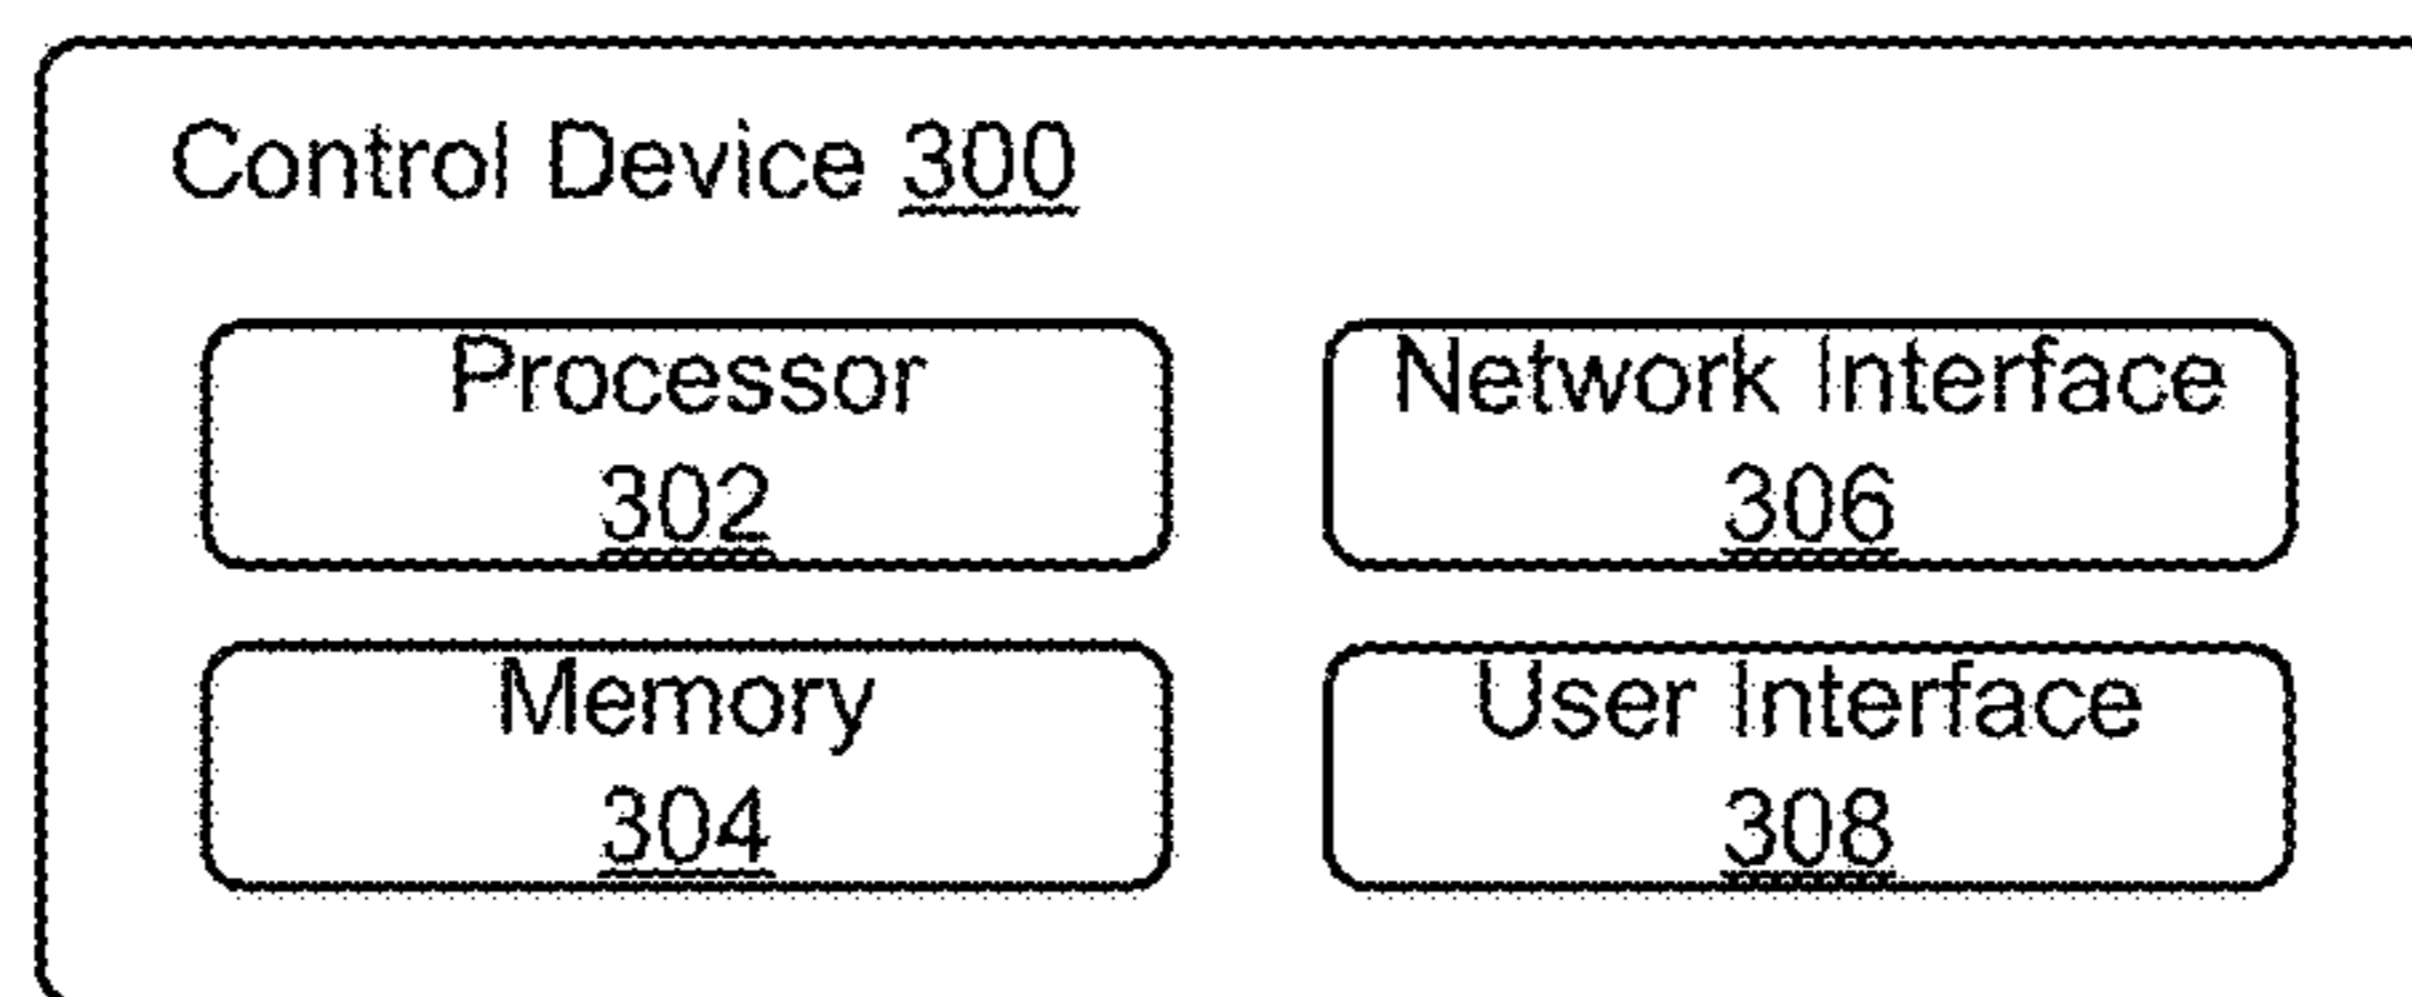 Control Device 300
Processor
302
Network Interface
306
Memory
304
User Interface
308